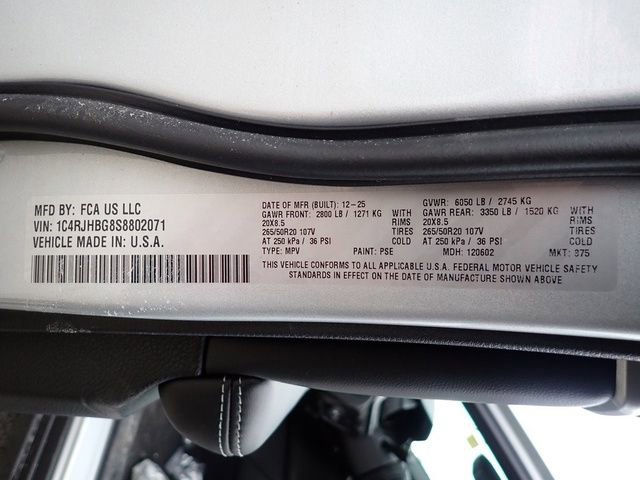 MFD BY: FCA US LLC
VIN: 1C4RJHBG8S8802071
VEHICLE MADE IN: U.S.A.
DATE OF MFR (BUILT): 12-25
GAWR FRONT: 2800 LB / 1271 KG WITH
20X8.5 RIMS
265/50R20 107V TIRES
AT 250 kPa / 36 PSI COLD
TYPE: MPV PAINT: PSE
GVWR: 6050 LB / 2745 KG
GAWR REAR: 3350 LB / 1520 KG WITH
20X8.5 RIMS
265/50R20 107V TIRES
AT 250 kPa / 36 PSI COLD
MDH: 120602 MKT: 875
THIS VEHICLE CONFORMS TO ALL APPLICABLE U.S.A. FEDERAL MOTOR VEHICLE SAFETY
STANDARDS IN EFFECT ON THE DATE OF MANUFACTURE SHOWN ABOVE